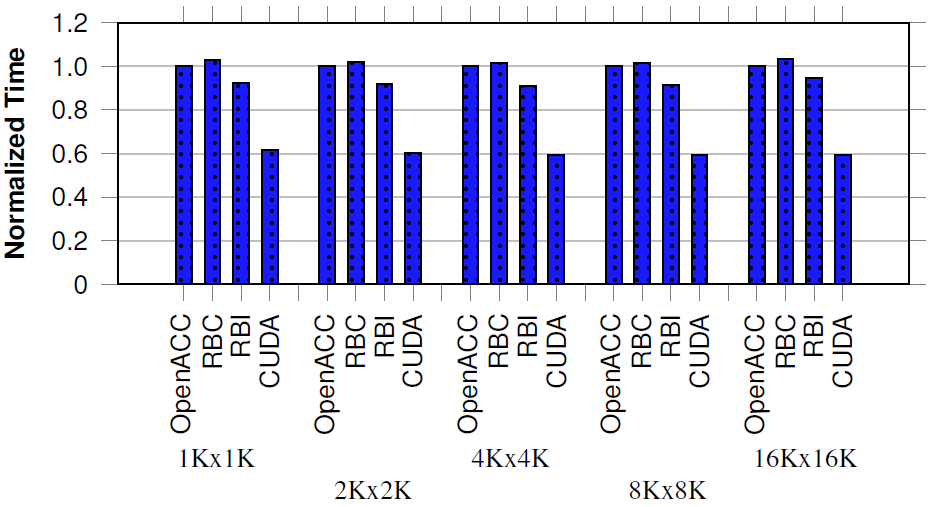 1.2
1.0
0.8
0.6
0.4
0.2
0
Normalized Time
OpenACC
RBC
RBI
CUDA
OpenACC
RBC
RBI
CUDA
OpenACC
RBC
RBI
CUDA
OpenACC
RBC
RBI
CUDA
OpenACC
RBC
RBI
CUDA
1Kx1K
4Kx4K
16Kx16K
2Kx2K
8Kx8K